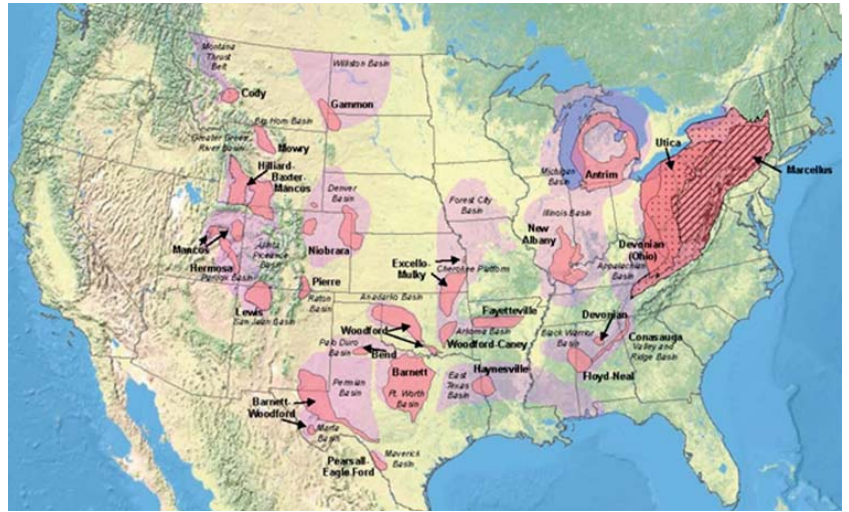 Montana
Thrust
Belt
Cody
Williston Basin
Gammon
Big Horn Basin
Greater Green
River Basin
Mowry
Hilliard-
Baxter-
Mancos
Denver
Basin
Niobrara
Mancos
Hermosa
Uinta
Piceance
Basin
Paradox Basin
Pierre
Lewis
San Juan Basin
Raton
Basin
Forest City
Basin
Excello-
Mulky
Cherokee Platform
Michigan
Basin
Antrim
Illinois Basin
New
Albany
Utica
Marcellus
Devonian
(Ohio)
Appalachian
Basin
Anadarko Basin
Woodford
Palo Duro
Basin
Bend
Fayetteville
Arkoma Basin
Woodford-Caney
Devonian
Black Warrior
Basin
Conasauga
Valley and
Ridge Basin
Floyd-Neal
Barnett
Ft. Worth
Basin
Haynesville
East
Texas
Basin
Permian
Basin
Barnett-
Woodford
Marfa
Basin
Pearsall-
Eagle Ford
Maverick
Basin